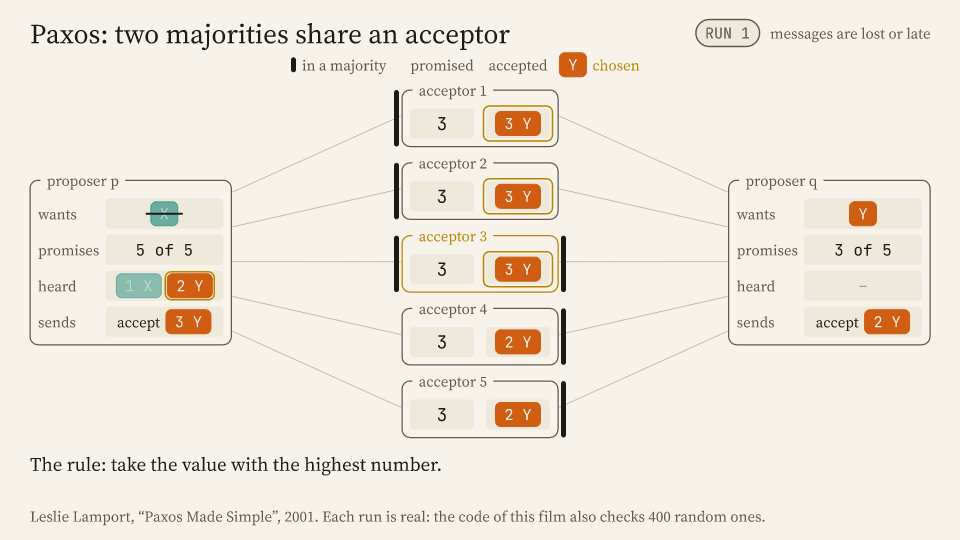 Paxos: two majorities share an acceptor
RUN 1 messages are lost or late
in a majority promised accepted Y chosen
acceptor 1
3 3 Y
acceptor 2
3 3 Y
acceptor 3
3 3 Y
acceptor 4
3 2 Y
acceptor 5
3 2 Y
proposer p
wants X
promises 5 of 5
heard 1 X 2 Y
sends accept 3 Y
proposer q
wants Y
promises 3 of 5
heard –
sends accept 2 Y
The rule: take the value with the highest number.
Leslie Lamport, “Paxos Made Simple”, 2001. Each run is real: the code of this film also checks 400 random ones.